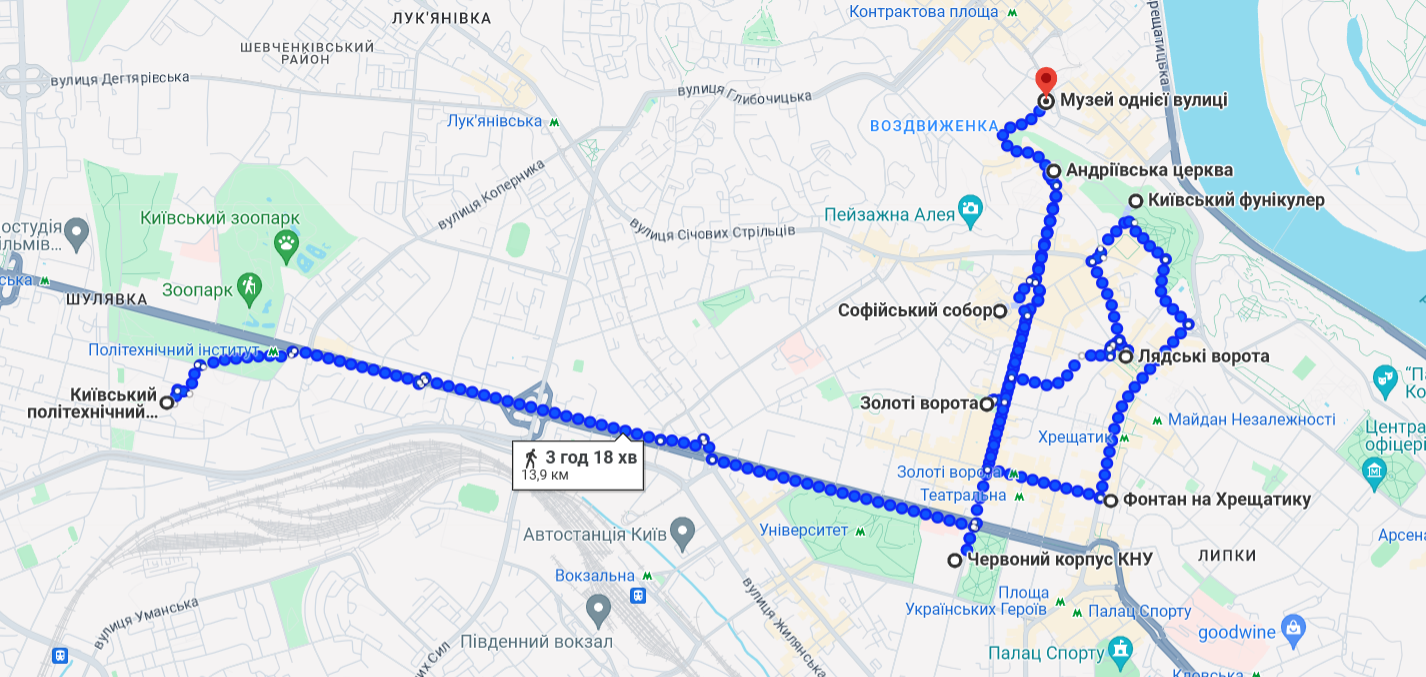 ЛУК'ЯНІВКА
Контрактова площа
рещатицька
ШЕВЧЕНКІВСЬКИЙ
РАЙОН
вулиця Дегтярівська
вулиця Глибочицька
Музей однієї вулиці
Лук'янівська
ВОЗДВИЖЕНКА
вулиця Коперника
Андріївська церква
Київський фунікулер
Київський зоопарк
Пейзажна Алея
остудія
ільмів...
вулиця Січових Стрільців
ська
Зоопарк
ШУЛЯВКА
Софійський собор
Політехнічний інститут
Лядські ворота
Київський
політехнічний...
Золоті ворота
"П
Ко
Майдан Незалежності
Хрещатик
Центра
офіцері
3 год 18 хв
13,9 км
Золоті ворота
Театральна
Фонтан на Хрещатику
Автостанція Київ
Університет
Арсена
Червоний корпус КНУ
ЛИПКИ
Вокзальна
Площа
Українських Героїв
Палац Спорту
вулиця Уманська
Південний вокзал
вулиця Жилянська
goodwine
их Сил
Палац Спорту
Кловська